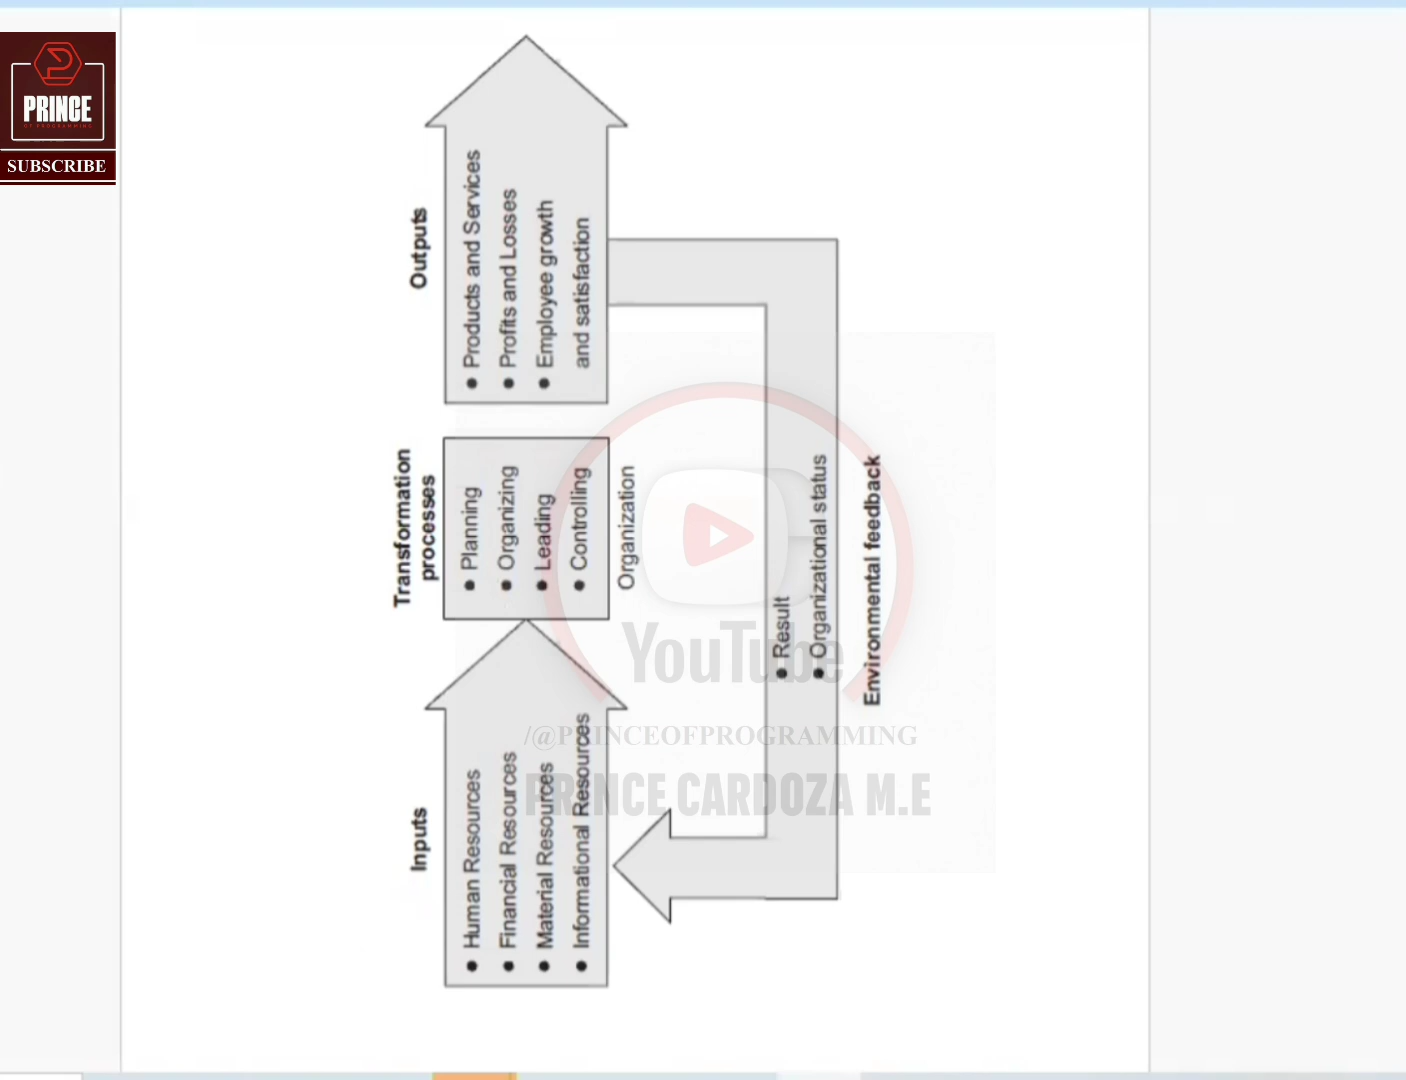 PRINCE
OF PROGRAMMING
SUBSCRIBE
Inputs
• Human Resources
• Financial Resources
• Material Resources
• Informational Resources
Transformation
processes
• Planning
• Organizing
• Leading
• Controlling
Organization
Outputs
• Products and Services
• Profits and Losses
• Employee growth
and satisfaction
• Result
• Organizational status
Environmental feedback
YouTube
/@PRINCEOFPROGRAMMING
PRINCE CARDOZA M.E